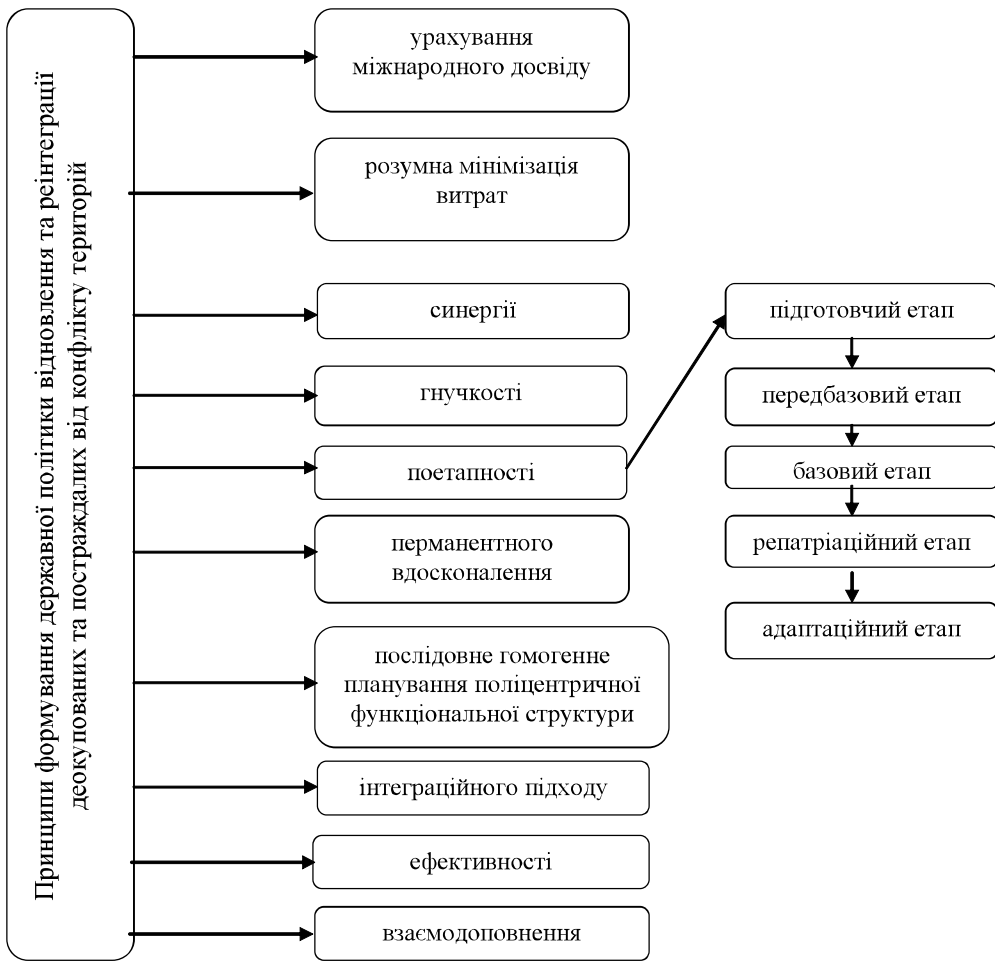 Принципи формування державної політики відновлення та реінтеграції
деокупованих та постраждалих від конфлікту територій
урахування
міжнародного досвіду
розумна мінімізація
витрат
синергії
гнучкості
поетапності
перманентного
вдосконалення
послідовне гомогенне
планування поліцентричної
функціональної структури
інтеграційного підходу
ефективності
взаємодоповнення
підготовчий етап
передбазовий етап
базовий етап
репатріаційний етап
адаптаційний етап